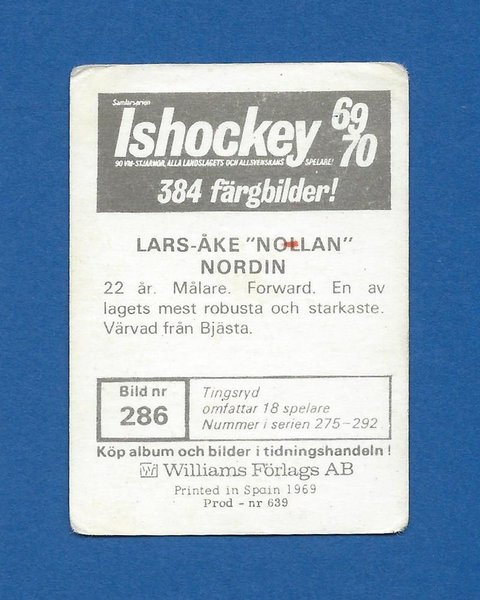 Samlarserien
Ishockey 69 70
90 VM-STJÄRNOR, ALLA LANDSLAGETS OCH ALLSVENSKANS SPELARE!
384 färgbilder!
LARS-ÅKE "NOLLAN"
NORDIN
22 år. Målare. Forward. En av
lagets mest robusta och starkaste.
Värvad från Bjästa.
Bild nr
286
Tingsryd
omfattar 18 spelare
Nummer i serien 275-292
Köp album och bilder i tidningshandeln!
W Williams Förlags AB
Printed in Spain 1969
Prod - nr 639